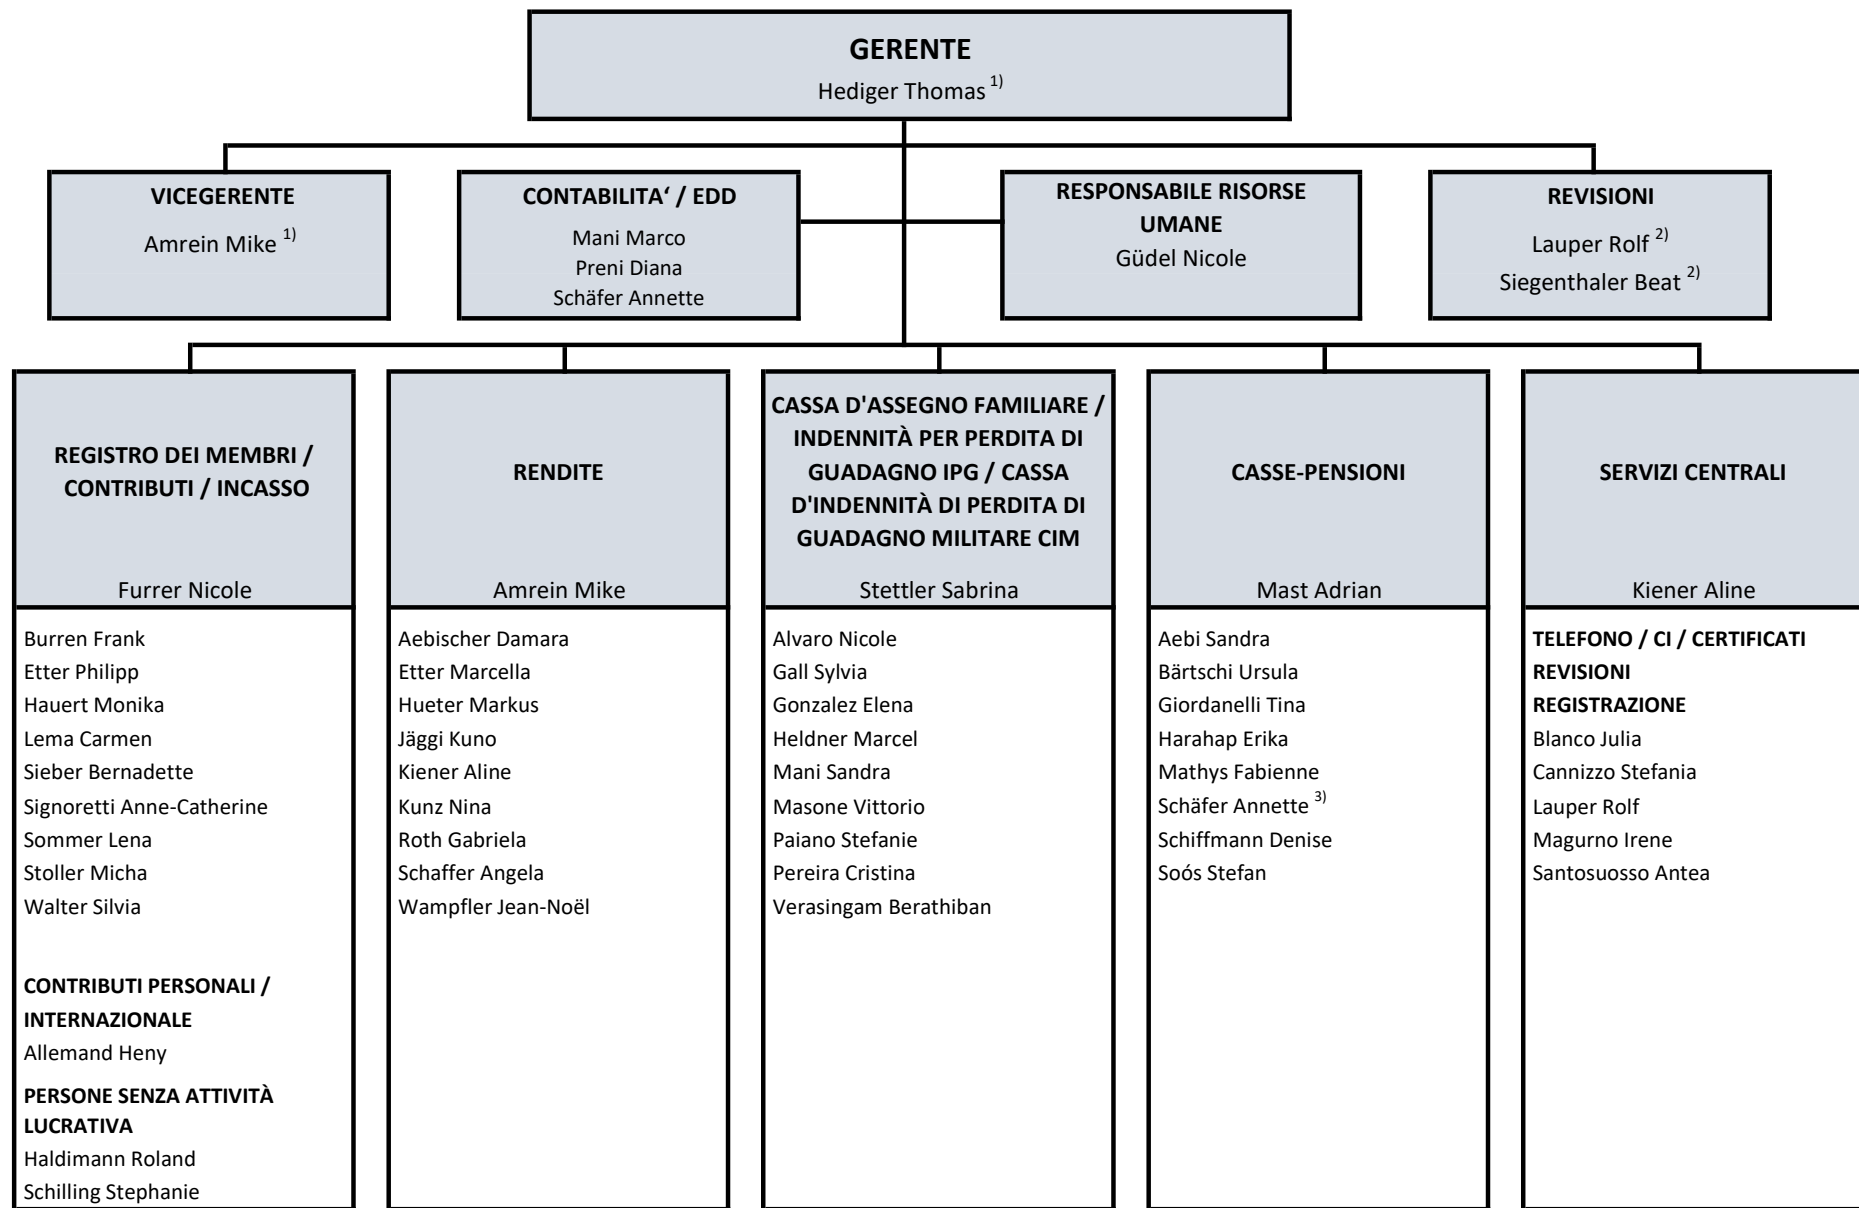 GERENTE
Hediger Thomas 1)
VICEGERENTE
Amrein Mike 1)
CONTABILITA‘ / EDD
Mani Marco
Preni Diana
Schäfer Annette
RESPONSABILE RISORSE
UMANE
Güdel Nicole
REVISIONI
Lauper Rolf 2)
Siegenthaler Beat 2)
REGISTRO DEI MEMBRI /
CONTRIBUTI / INCASSO
Furrer Nicole
Burren Frank
Etter Philipp
Hauert Monika
Lema Carmen
Sieber Bernadette
Signoretti Anne-Catherine
Sommer Lena
Stoller Micha
Walter Silvia
CONTRIBUTI PERSONALI /
INTERNAZIONALE
Allemand Heny
PERSONE SENZA ATTIVITÀ
LUCRATIVA
Haldimann Roland
Schilling Stephanie
RENDITE
Amrein Mike
Aebischer Damara
Etter Marcella
Hueter Markus
Jäggi Kuno
Kiener Aline
Kunz Nina
Roth Gabriela
Schaffer Angela
Wampfler Jean-Noël
CASSA D'ASSEGNO FAMILIARE /
INDENNITÀ PER PERDITA DI
GUADAGNO IPG / CASSA
D'INDENNITÀ DI PERDITA DI
GUADAGNO MILITARE CIM
Stettler Sabrina
Alvaro Nicole
Gall Sylvia
Gonzalez Elena
Heldner Marcel
Mani Sandra
Masone Vittorio
Paiano Stefanie
Pereira Cristina
Verasingam Berathiban
CASSE-PENSIONI
Mast Adrian
Aebi Sandra
Bärtschi Ursula
Giordanelli Tina
Harahap Erika
Mathys Fabienne
Schäfer Annette 3)
Schiffmann Denise
Soós Stefan
SERVIZI CENTRALI
Kiener Aline
TELEFONO / CI / CERTIFICATI
REVISIONI
REGISTRAZIONE
Blanco Julia
Cannizzo Stefania
Lauper Rolf
Magurno Irene
Santosuosso Antea